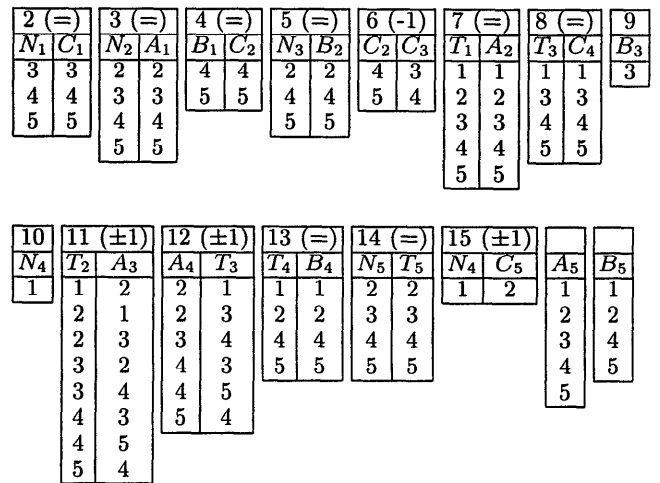 2 (=) 3 (=) 4 (=) 5 (=) 6 (-1) 7 (=) 8 (=) 9
N₁ C₁ N₂ A₁ B₁ C₂ N₃ B₂ C₂ C₃ T₁ A₂ T₃ C₄ B₃
3 3 2 2 4 4 2 2 4 3 1 1 1 1 3
4 4 3 3 5 5 4 4 5 4 2 2 3 3
5 5 4 4 5 5 3 3 4 4
5 5 4 4 5 5
5 5
10 11 (±1) 12 (±1) 13 (=) 14 (=) 15 (±1)
N₄ T₂ A₃ A₄ T₃ T₄ B₄ N₅ T₅ N₄ C₅ A₅ B₅
1 1 2 2 1 1 1 2 2 1 2 1 1
2 1 2 3 2 2 3 3 2 2
2 3 3 4 4 4 4 4 3 4
3 2 4 3 5 5 5 5 4 5
3 4 4 5 5
4 3 5 4
4 5
5 4